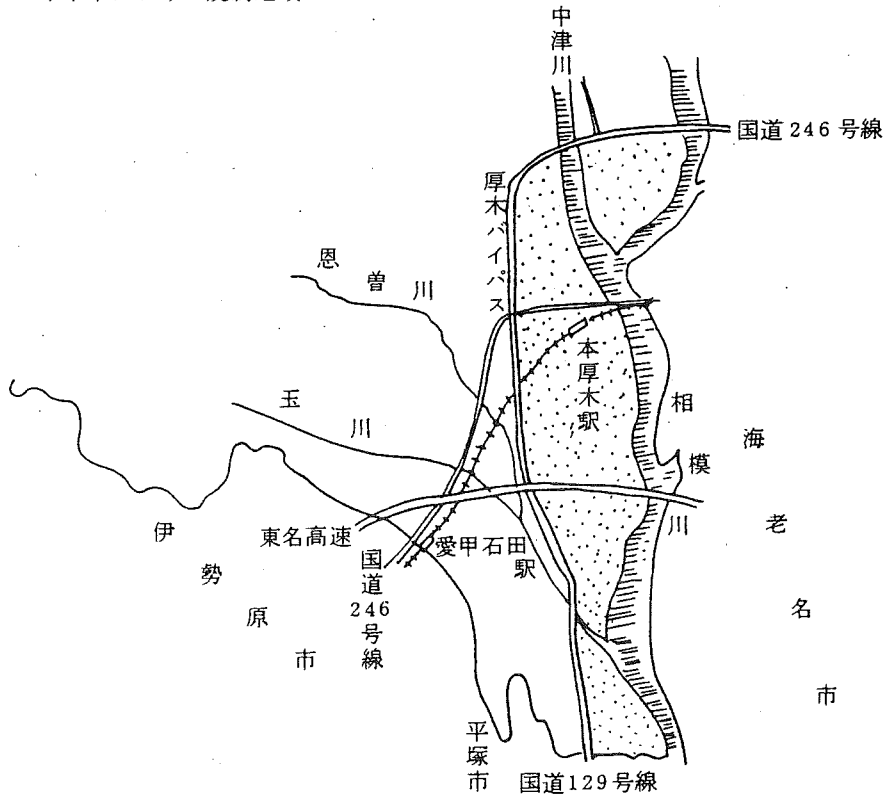 中津川
国道246号線
厚木バイパス
恩曽川
本厚木駅
玉川
相模川
海老名市
東名高速
愛甲石田駅
伊勢原市
国道246号線
平塚市
国道129号線